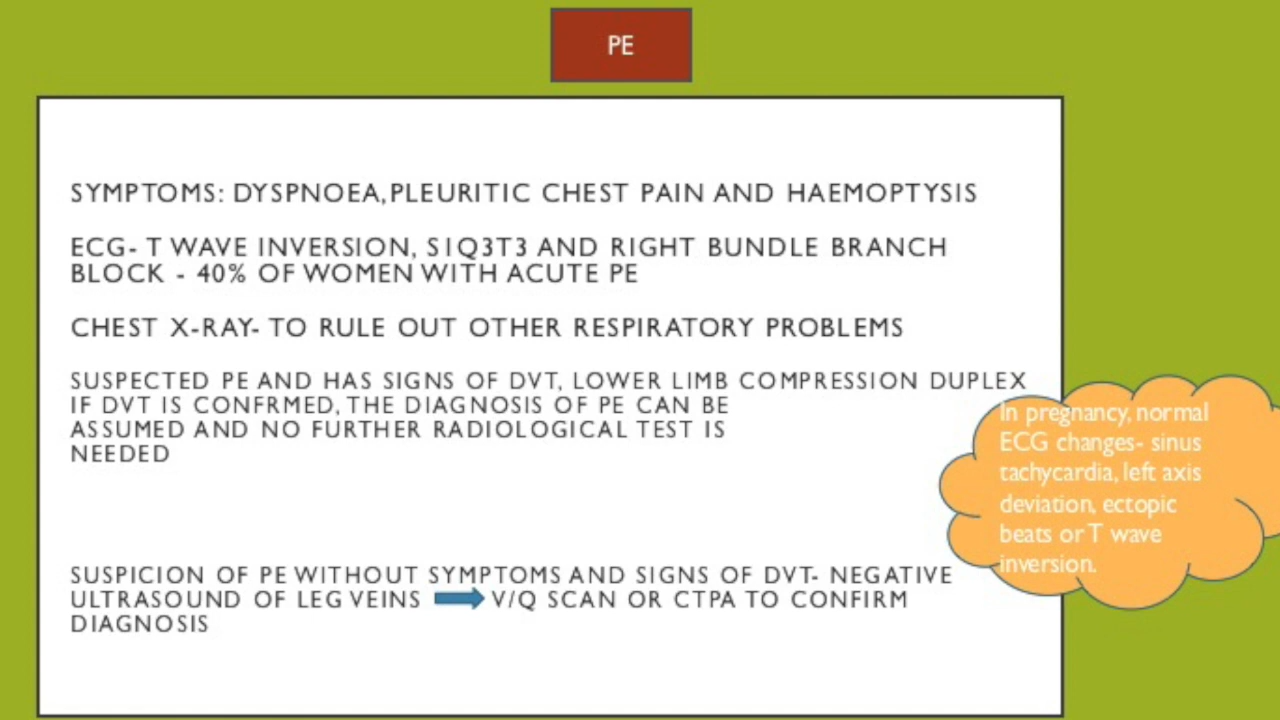 PE
SYMPTOMS: DYSPNOEA, PLEURITIC CHEST PAIN AND HAEMOPTYSIS
ECG- T WAVE INVERSION, S1Q3T3 AND RIGHT BUNDLE BRANCH
BLOCK - 40% OF WOMEN WITH ACUTE PE
CHEST X-RAY- TO RULE OUT OTHER RESPIRATORY PROBLEMS
SUSPECTED PE AND HAS SIGNS OF DVT, LOWER LIMB COMPRESSION DUPLEX
IF DVT IS CONFRMED, THE DIAGNOSIS OF PE CAN BE
ASSUMED AND NO FURTHER RADIOLOGICAL TEST IS
NEEDED
SUSPICION OF PE WITHOUT SYMPTOMS AND SIGNS OF DVT- NEGATIVE
ULTRASOUND OF LEG VEINS V/Q SCAN OR CTPA TO CONFIRM
DIAGNOSIS
In pregnancy, normal
ECG changes- sinus
tachycardia, left axis
deviation, ectopic
beats or T wave
inversion.